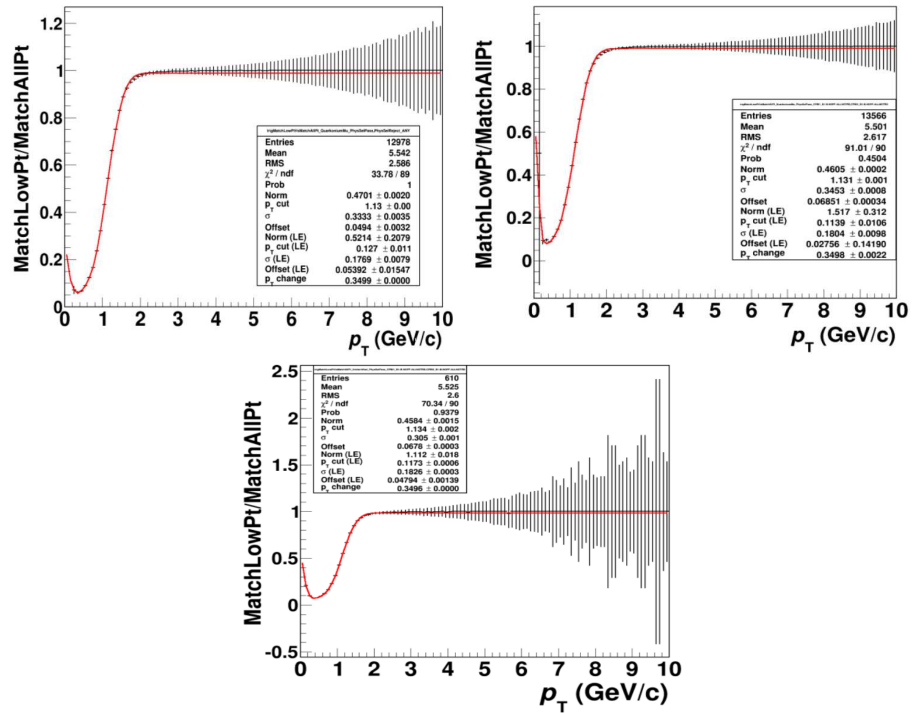 MatchLowPt/MatchAllPt
1.2
1
0.8
0.6
0.4
0.2
0
Entries 12978
Mean 5.542
RMS 2.586
χ² / ndf 33.78 / 89
Prob 1
Norm 0.4701 ± 0.0020
p_T cut 1.13 ± 0.00
σ 0.3333 ± 0.0035
Offset 0.0494 ± 0.0032
Norm (LE) 0.5214 ± 0.2079
p_T cut (LE) 0.127 ± 0.011
σ (LE) 0.1769 ± 0.0079
Offset (LE) 0.05392 ± 0.01547
p_T change 0.3499 ± 0.0000
0 1 2 3 4 5 6 7 8 9 10
p_T (GeV/c)
MatchLowPt/MatchAllPt
1
0.8
0.6
0.4
0.2
0
Entries 13566
Mean 5.501
RMS 2.617
χ² / ndf 91.01 / 90
Prob 0.4504
Norm 0.4605 ± 0.0002
p_T cut 1.131 ± 0.001
σ 0.3453 ± 0.0008
Offset 0.06851 ± 0.00034
Norm (LE) 1.517 ± 0.312
p_T cut (LE) 0.1139 ± 0.0106
σ (LE) 0.1804 ± 0.0098
Offset (LE) 0.02756 ± 0.14190
p_T change 0.3498 ± 0.0022
0 1 2 3 4 5 6 7 8 9 10
p_T (GeV/c)
MatchLowPt/MatchAllPt
2.5
2
1.5
1
0.5
0
-0.5
Entries 610
Mean 5.525
RMS 2.6
χ² / ndf 70.34 / 90
Prob 0.9379
Norm 0.4584 ± 0.0015
p_T cut 1.134 ± 0.002
σ 0.305 ± 0.001
Offset 0.0678 ± 0.0003
Norm (LE) 1.112 ± 0.018
p_T cut (LE) 0.1173 ± 0.0006
σ (LE) 0.1826 ± 0.0003
Offset (LE) 0.04794 ± 0.00139
p_T change 0.3496 ± 0.0000
0 1 2 3 4 5 6 7 8 9 10
p_T (GeV/c)